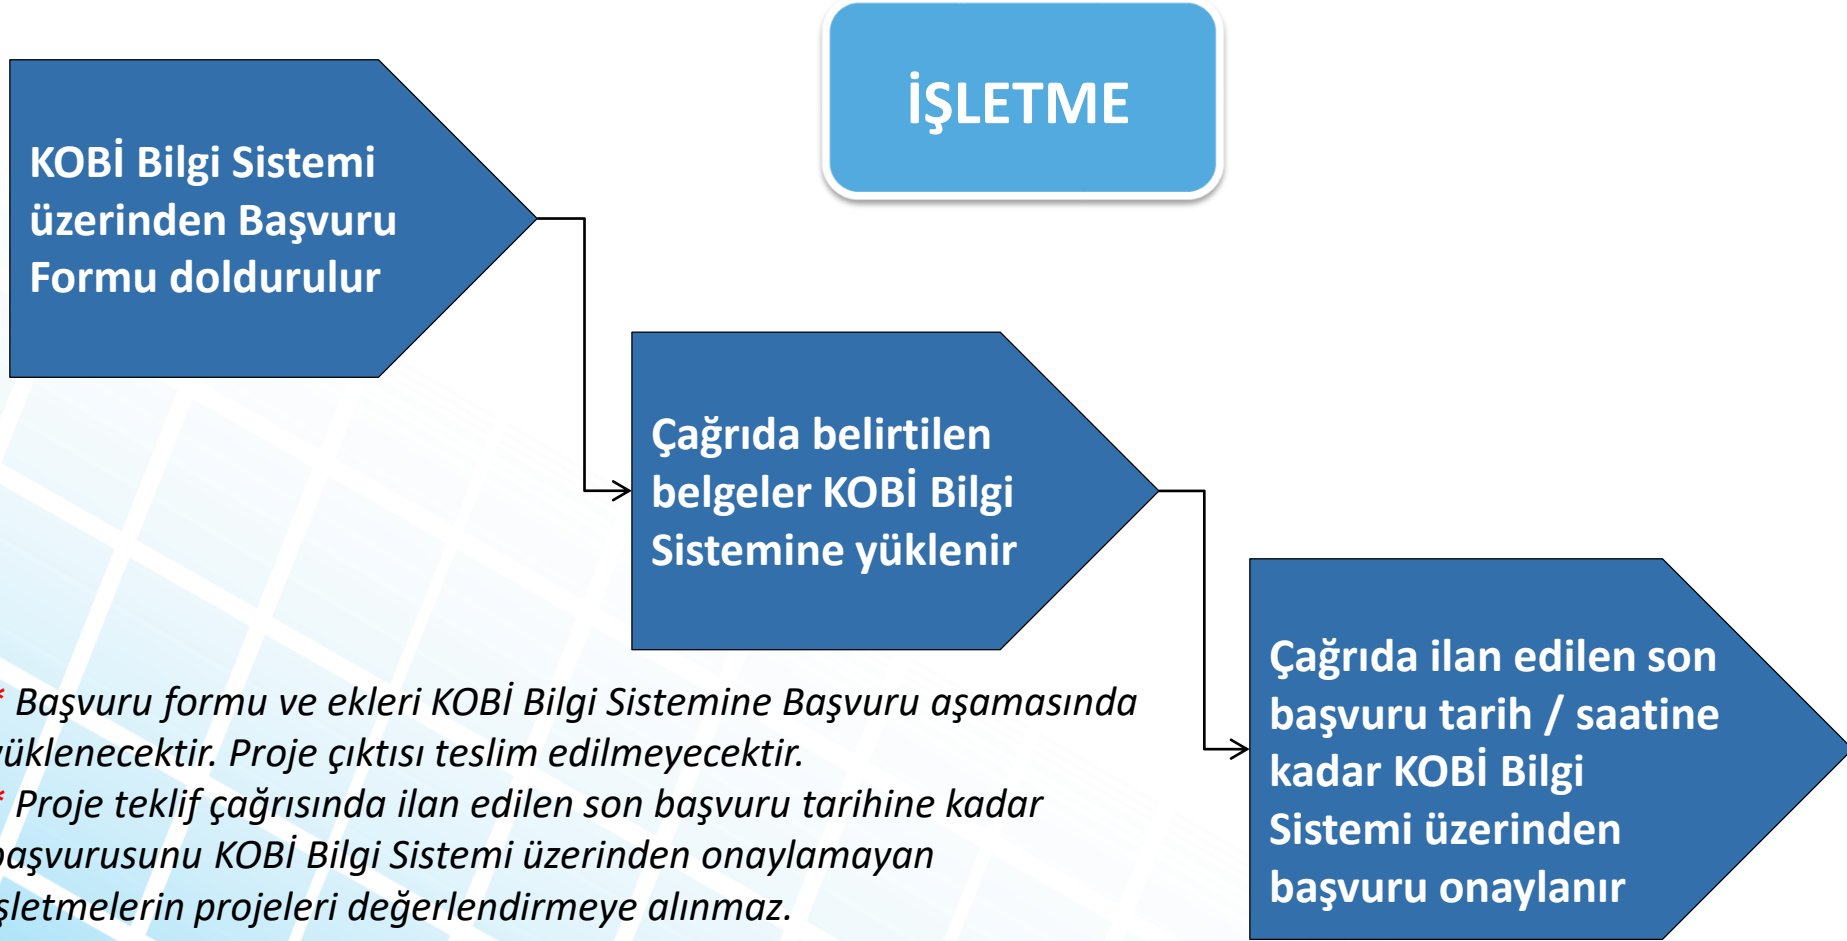 İŞLETME
KOBİ Bilgi Sistemi
üzerinden Başvuru
Formu doldurulur
Çağrıda belirtilen
belgeler KOBİ Bilgi
Sistemine yüklenir
Çağrıda ilan edilen son
başvuru tarih / saatine
kadar KOBİ Bilgi
Sistemi üzerinden
başvuru onaylanır
* Başvuru formu ve ekleri KOBİ Bilgi Sistemine Başvuru aşamasında
yüklenecektir. Proje çıktısı teslim edilmeyecektir.
* Proje teklif çağrısında ilan edilen son başvuru tarihine kadar
başvurusunu KOBİ Bilgi Sistemi üzerinden onaylamayan
işletmelerin projeleri değerlendirmeye alınmaz.